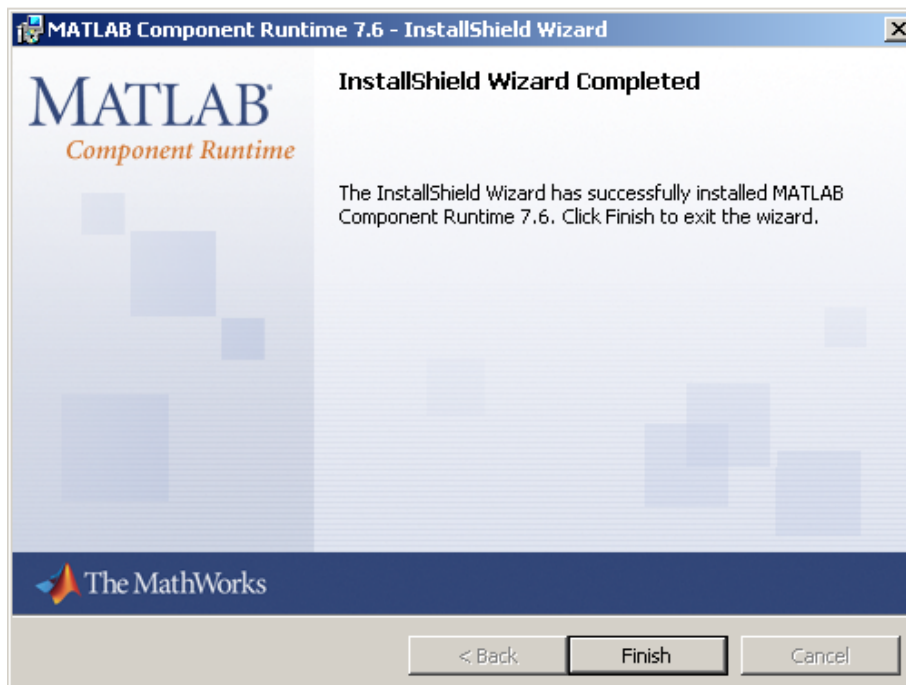 MATLAB Component Runtime 7.6 - InstallShield Wizard
MATLAB®
Component Runtime
InstallShield Wizard Completed
The InstallShield Wizard has successfully installed MATLAB
Component Runtime 7.6. Click Finish to exit the wizard.
The MathWorks
< Back
Finish
Cancel